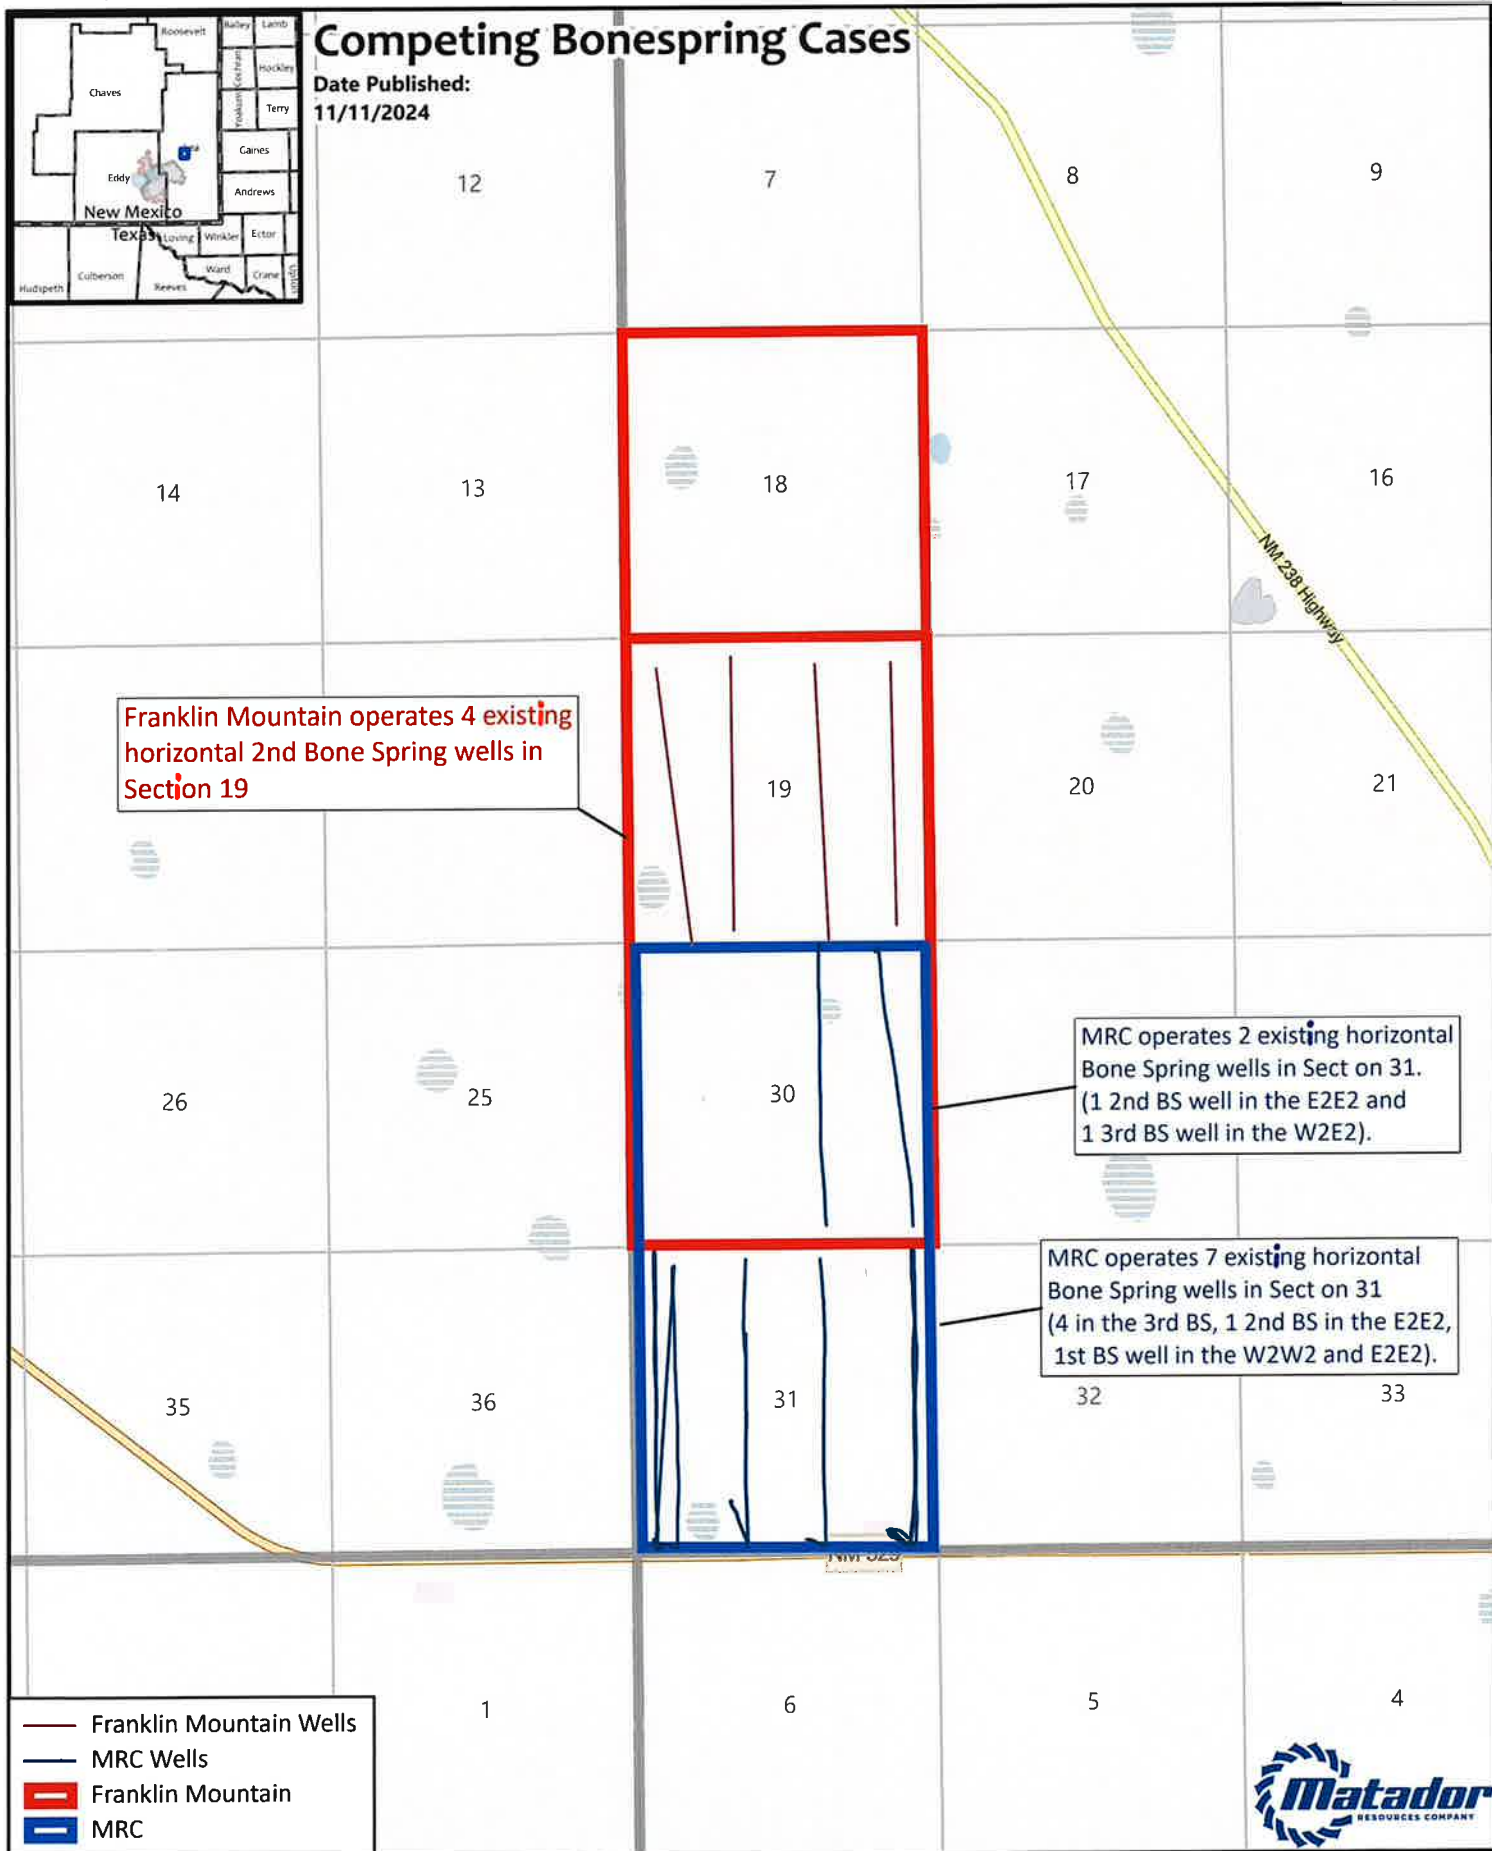 Competing Bonespring Cases
Date Published:
11/11/2024
Roosevelt
Bailey
Lamb
Chaves
Cochran
Hockley
Yoakum
Terry
Gaines
Eddy
Andrews
New Mexico
Texas
Loving
Winkler
Ector
Hudspeth
Culberson
Reeves
Ward
Crane
Upton
12
7
8
9
14
13
18
17
16
NM 238 Highway
Franklin Mountain operates 4 existing
horizontal 2nd Bone Spring wells in
Section 19
19
20
21
26
25
30
MRC operates 2 existing horizontal
Bone Spring wells in Sect on 31.
(1 2nd BS well in the E2E2 and
1 3rd BS well in the W2E2).
MRC operates 7 existing horizontal
Bone Spring wells in Sect on 31
(4 in the 3rd BS, 1 2nd BS in the E2E2,
1st BS well in the W2W2 and E2E2).
35
36
31
32
33
NM 529
1
6
5
4
Franklin Mountain Wells
MRC Wells
Franklin Mountain
MRC
Matador
RESOURCES COMPANY